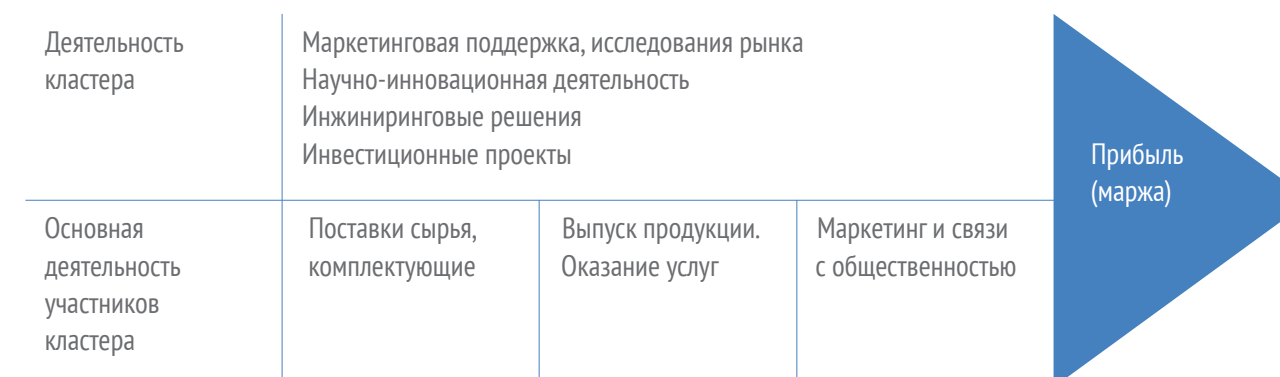 Деятельность
кластера
Маркетинговая поддержка, исследования рынка
Научно-инновационная деятельность
Инжиниринговые решения
Инвестиционные проекты
Прибыль
(маржа)
Основная
деятельность
участников
кластера
Поставки сырья,
комплектующие
Выпуск продукции.
Оказание услуг
Маркетинг и связи
с общественностью